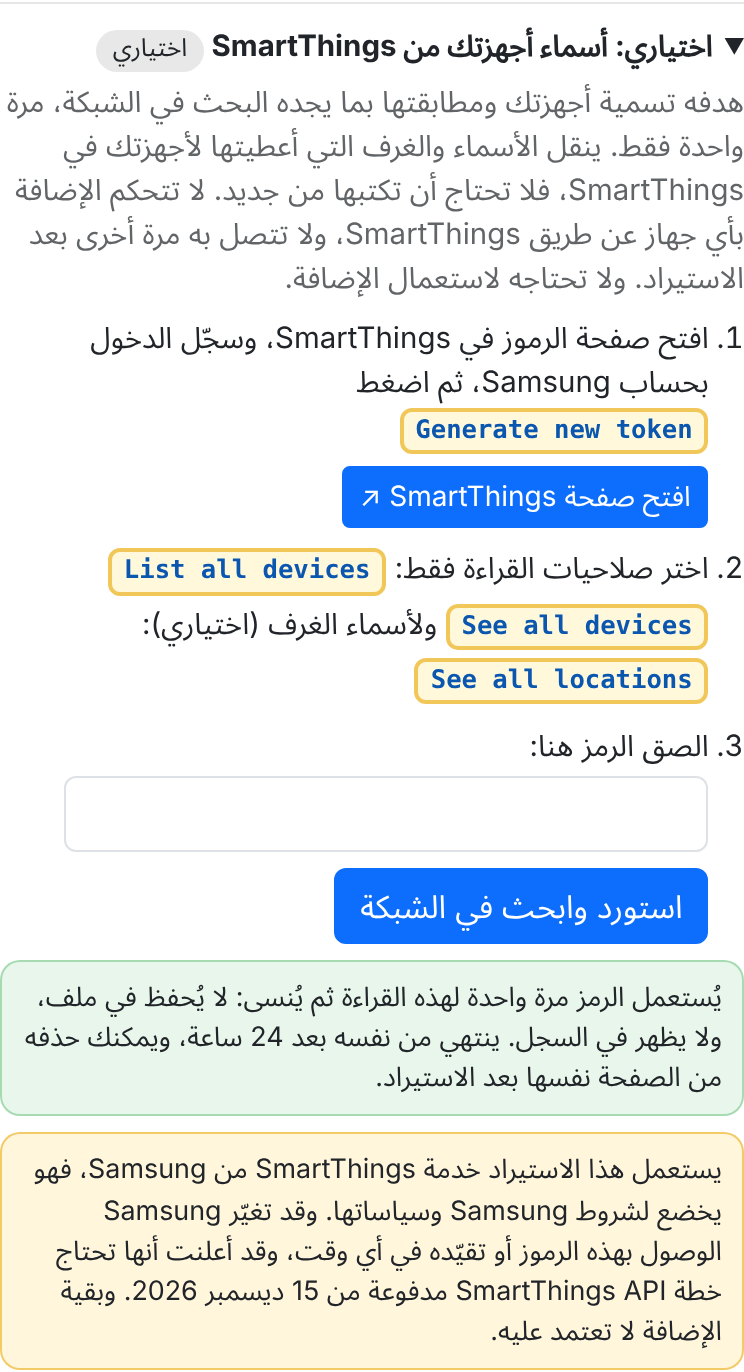 ▼ اختياري: أسماء أجهزتك من SmartThings اختياري
هدفه تسمية أجهزتك ومطابقتها بما يجده البحث في الشبكة، مرة
واحدة فقط. ينقل الأسماء والغرف التي أعطيتها لأجهزتك في
SmartThings، فلا تحتاج أن تكتبها من جديد. لا تتحكم الإضافة
بأي جهاز عن طريق SmartThings، ولا تتصل به مرة أخرى بعد
الاستيراد. ولا تحتاجه لاستعمال الإضافة.
1. افتح صفحة الرموز في SmartThings، وسجّل الدخول
بحساب Samsung، ثم اضغط
Generate new token
افتح صفحة SmartThings ↗
2. اختر صلاحيات القراءة فقط: List all devices
See all devices ولأسماء الغرف (اختياري):
See all locations
3. الصق الرمز هنا:
استورد وابحث في الشبكة
يُستعمل الرمز مرة واحدة لهذه القراءة ثم يُنسى: لا يُحفظ في ملف،
ولا يظهر في السجل. ينتهي من نفسه بعد 24 ساعة، ويمكنك حذفه
من الصفحة نفسها بعد الاستيراد.
يستعمل هذا الاستيراد خدمة SmartThings من Samsung، فهو
يخضع لشروط Samsung وسياساتها. وقد تغيّر Samsung
الوصول بهذه الرموز أو تقيّده في أي وقت، وقد أعلنت أنها تحتاج
خطة SmartThings API مدفوعة من 15 ديسمبر 2026. وبقية
الإضافة لا تعتمد عليه.